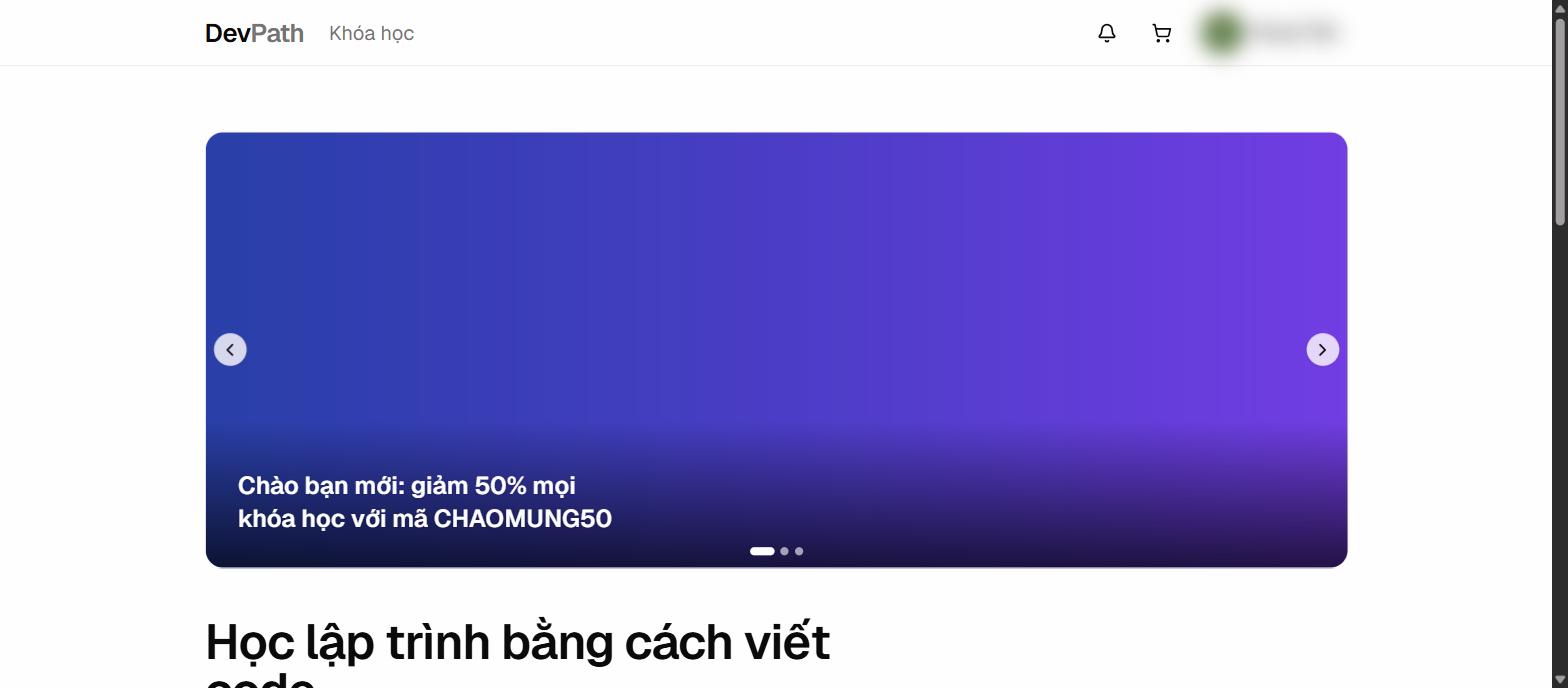 DevPath Khóa học
Chào bạn mới: giảm 50% mọi
khóa học với mã CHAOMUNG50
Học lập trình bằng cách viết
code.